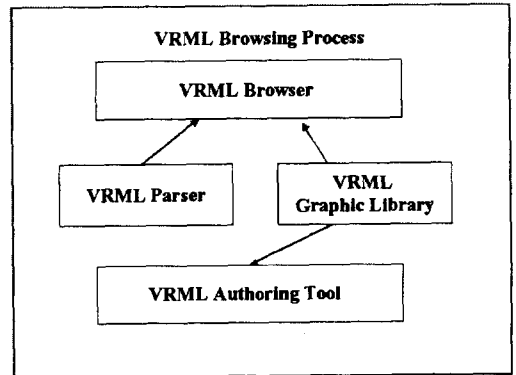 VRML Browsing Process
VRML Browser
VRML Parser
VRML
Graphic Library
VRML Authoring Tool